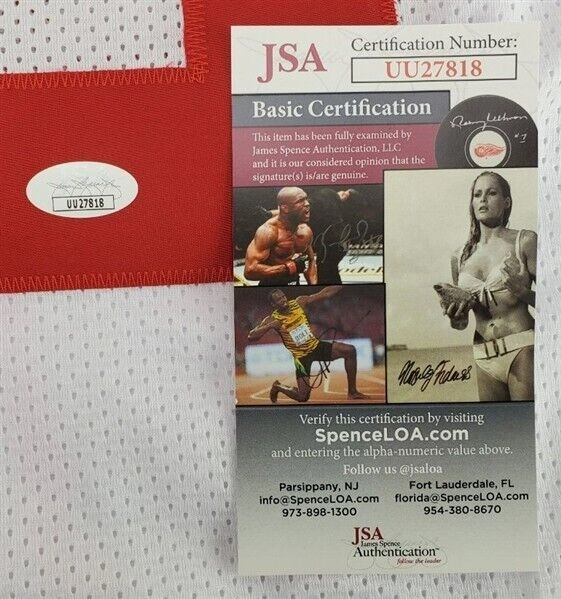 JSA
Certification Number:
UU27818
Basic Certification
This item has been fully examined by
James Spence Authentication, LLC
and it is our considered opinion that the
signature(s) is/are genuine.
UU27818
BOLT
Verify this certification by visiting
SpenceLOA.com
and entering the alpha-numeric value above.
Follow us @jsaloa
Parsippany, NJ
info@SpenceLOA.com
973-898-1300
Fort Lauderdale, FL
florida@SpenceLOA.com
954-380-8670
JSA
James Spence
Authentication™
follow the leader